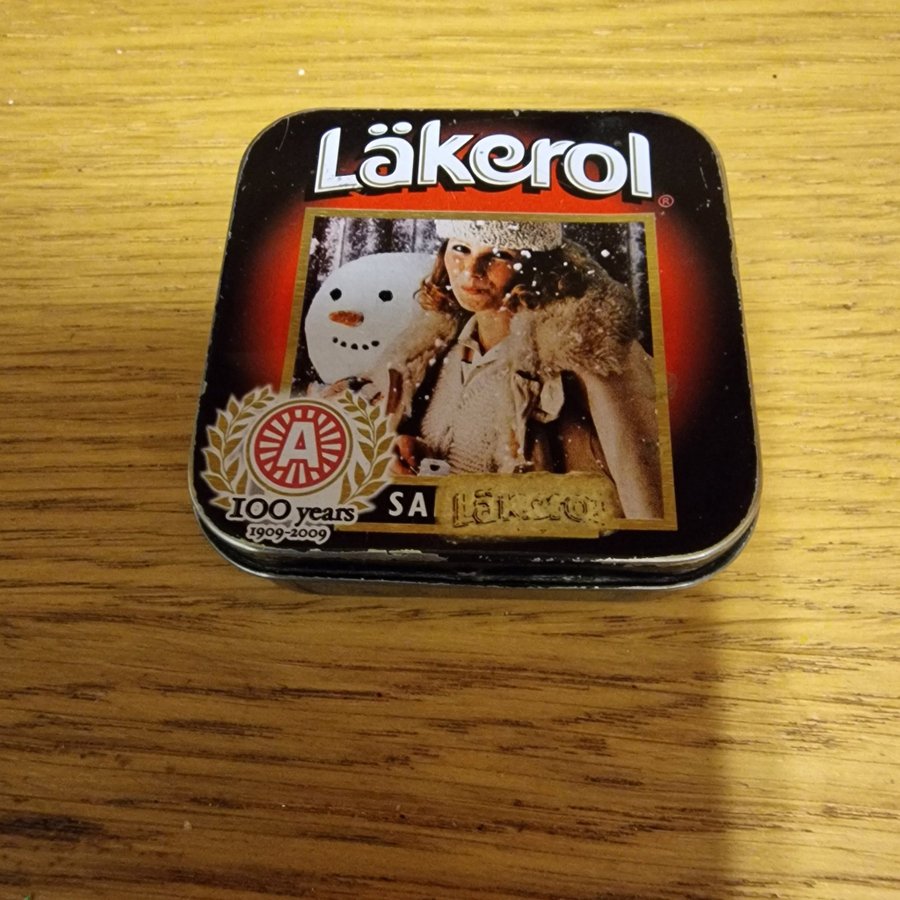 Läkerol
®
A
100 years
1909-2009
SA Läkerol